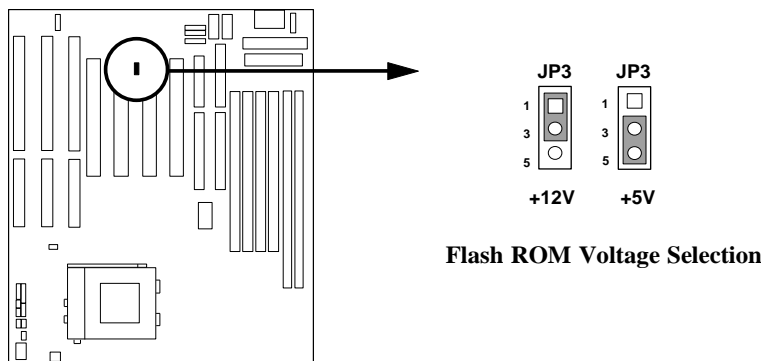 JP3 JP3
1 1
3 3
5 5
+12V +5V
Flash ROM Voltage Selection